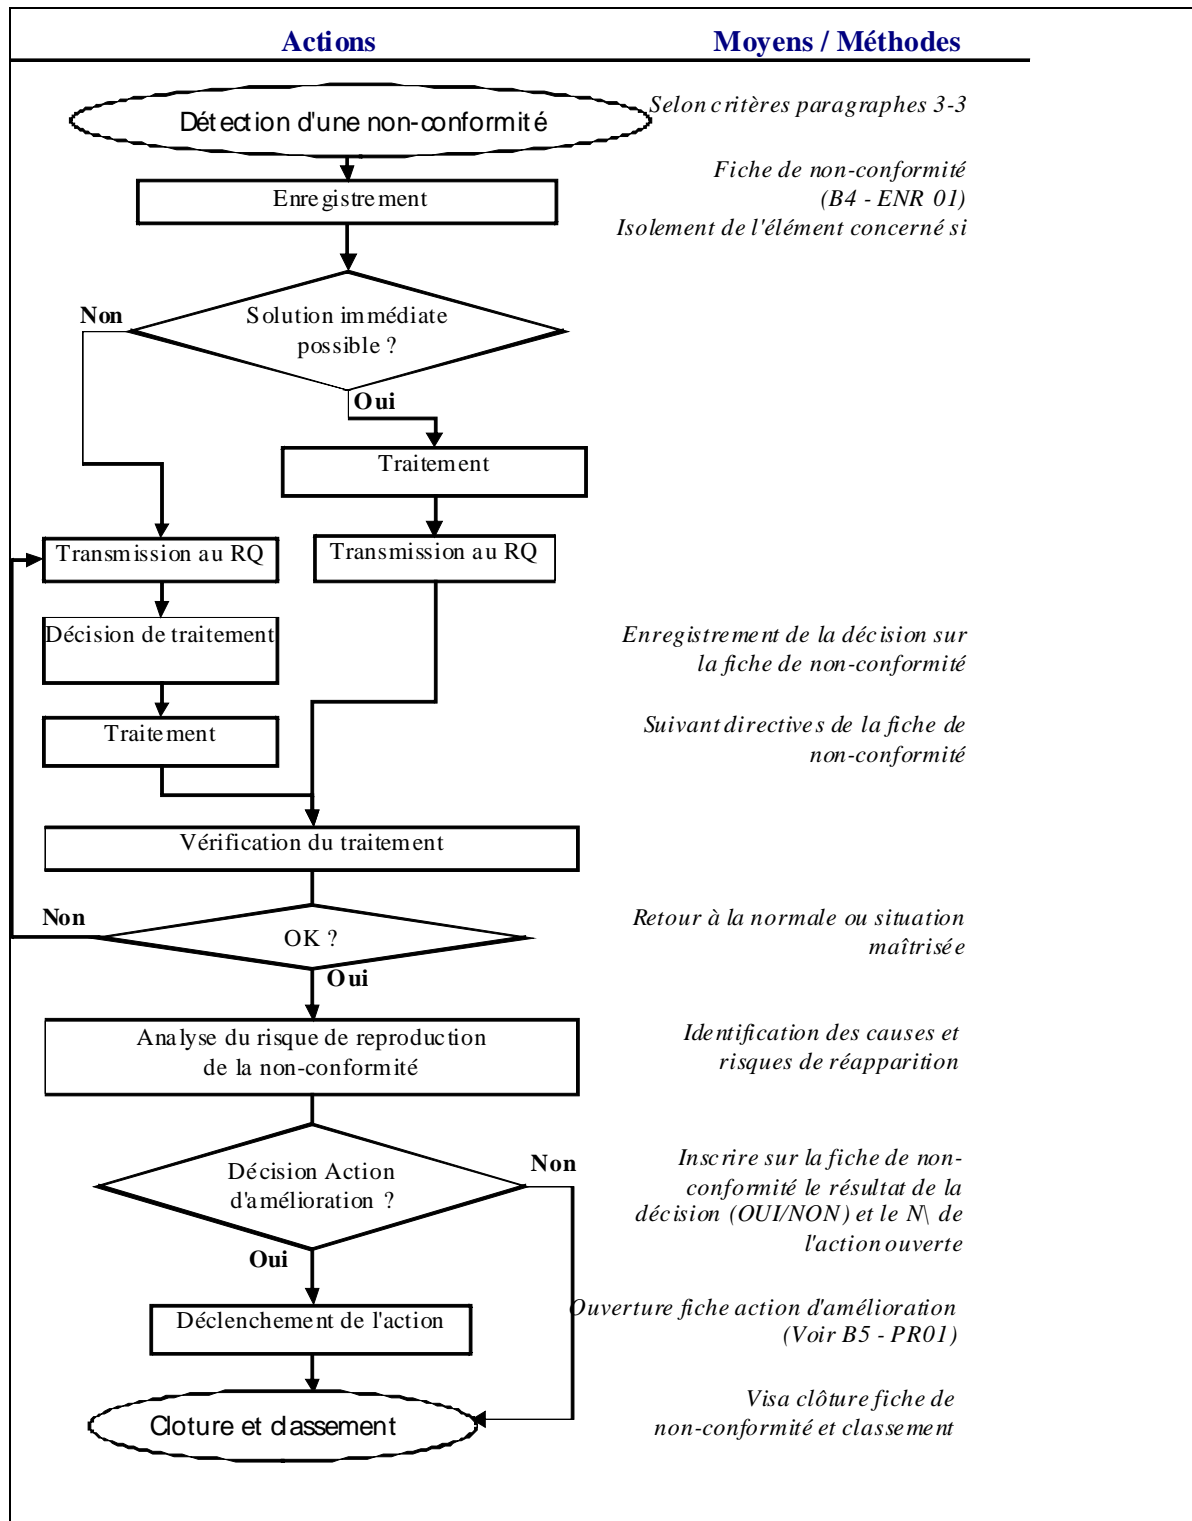 Actions Moyens / Méthodes
Détection d'une non-conformité
Selon critères paragraphes 3-3
Enregistrement
Fiche de non-conformité
(B4 - ENR 01)
Isolement de l'élément concerné si
Solution immédiate
possible ?
Non
Oui
Traitement
Transmission au RQ
Transmission au RQ
Décision de traitement
Enregistrement de la décision sur
la fiche de non-conformité
Traitement
Suivant directives de la fiche de
non-conformité
Vérification du traitement
Non
OK ?
Oui
Retour à la normale ou situation
maîtrisée
Analyse du risque de reproduction
de la non-conformité
Identification des causes et
risques de réapparition
Décision Action
d'amélioration ?
Non
Oui
Inscrire sur la fiche de non-
conformité le résultat de la
décision (OUI/NON) et le N\ de
l'action ouverte
Déclenchement de l'action
Ouverture fiche action d'amélioration
(Voir B5 - PR01)
Cloture et classement
Visa clôture fiche de
non-conformité et classement